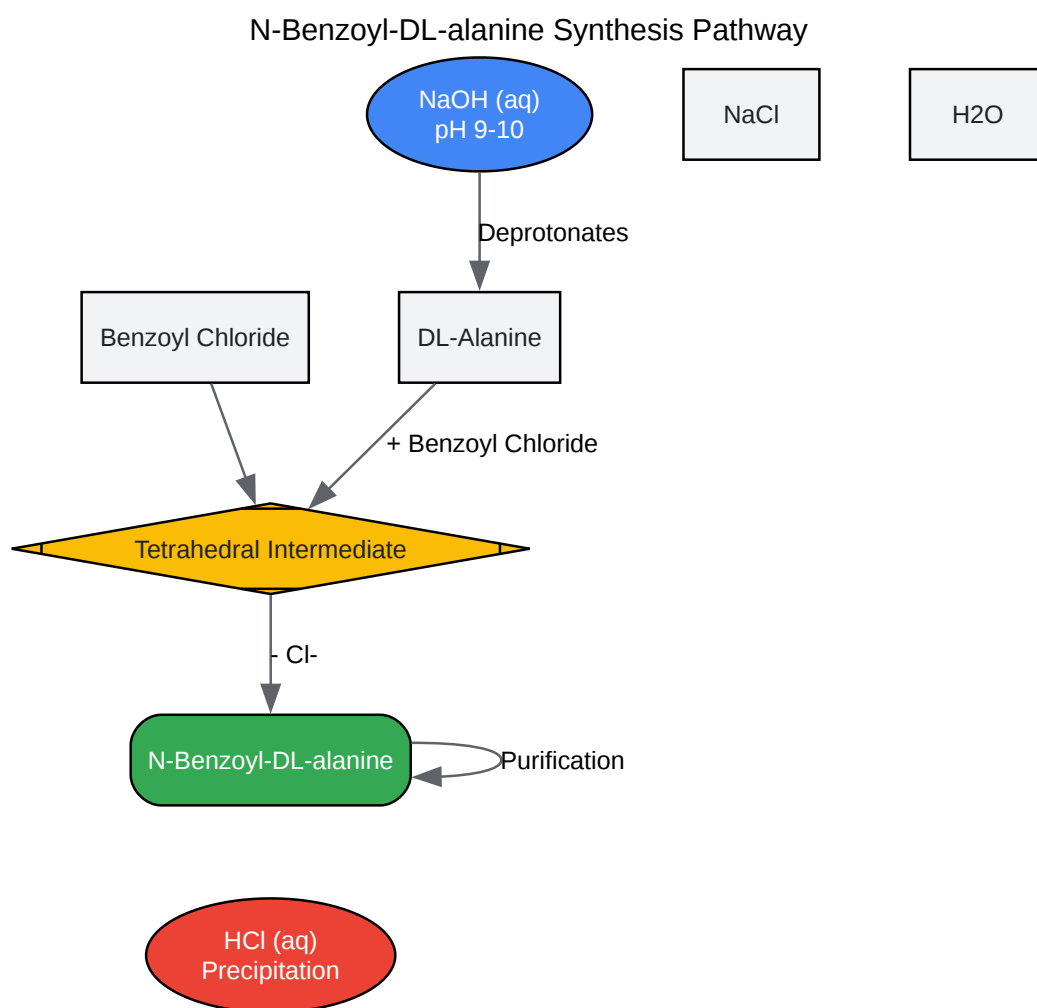 N-Benzoyl-DL-alanine Synthesis Pathway
NaOH (aq)
pH 9-10
NaCl
H2O
Deprotonates
Benzoyl Chloride
DL-Alanine
+ Benzoyl Chloride
Tetrahedral Intermediate
- Cl-
N-Benzoyl-DL-alanine
Purification
HCl (aq)
Precipitation